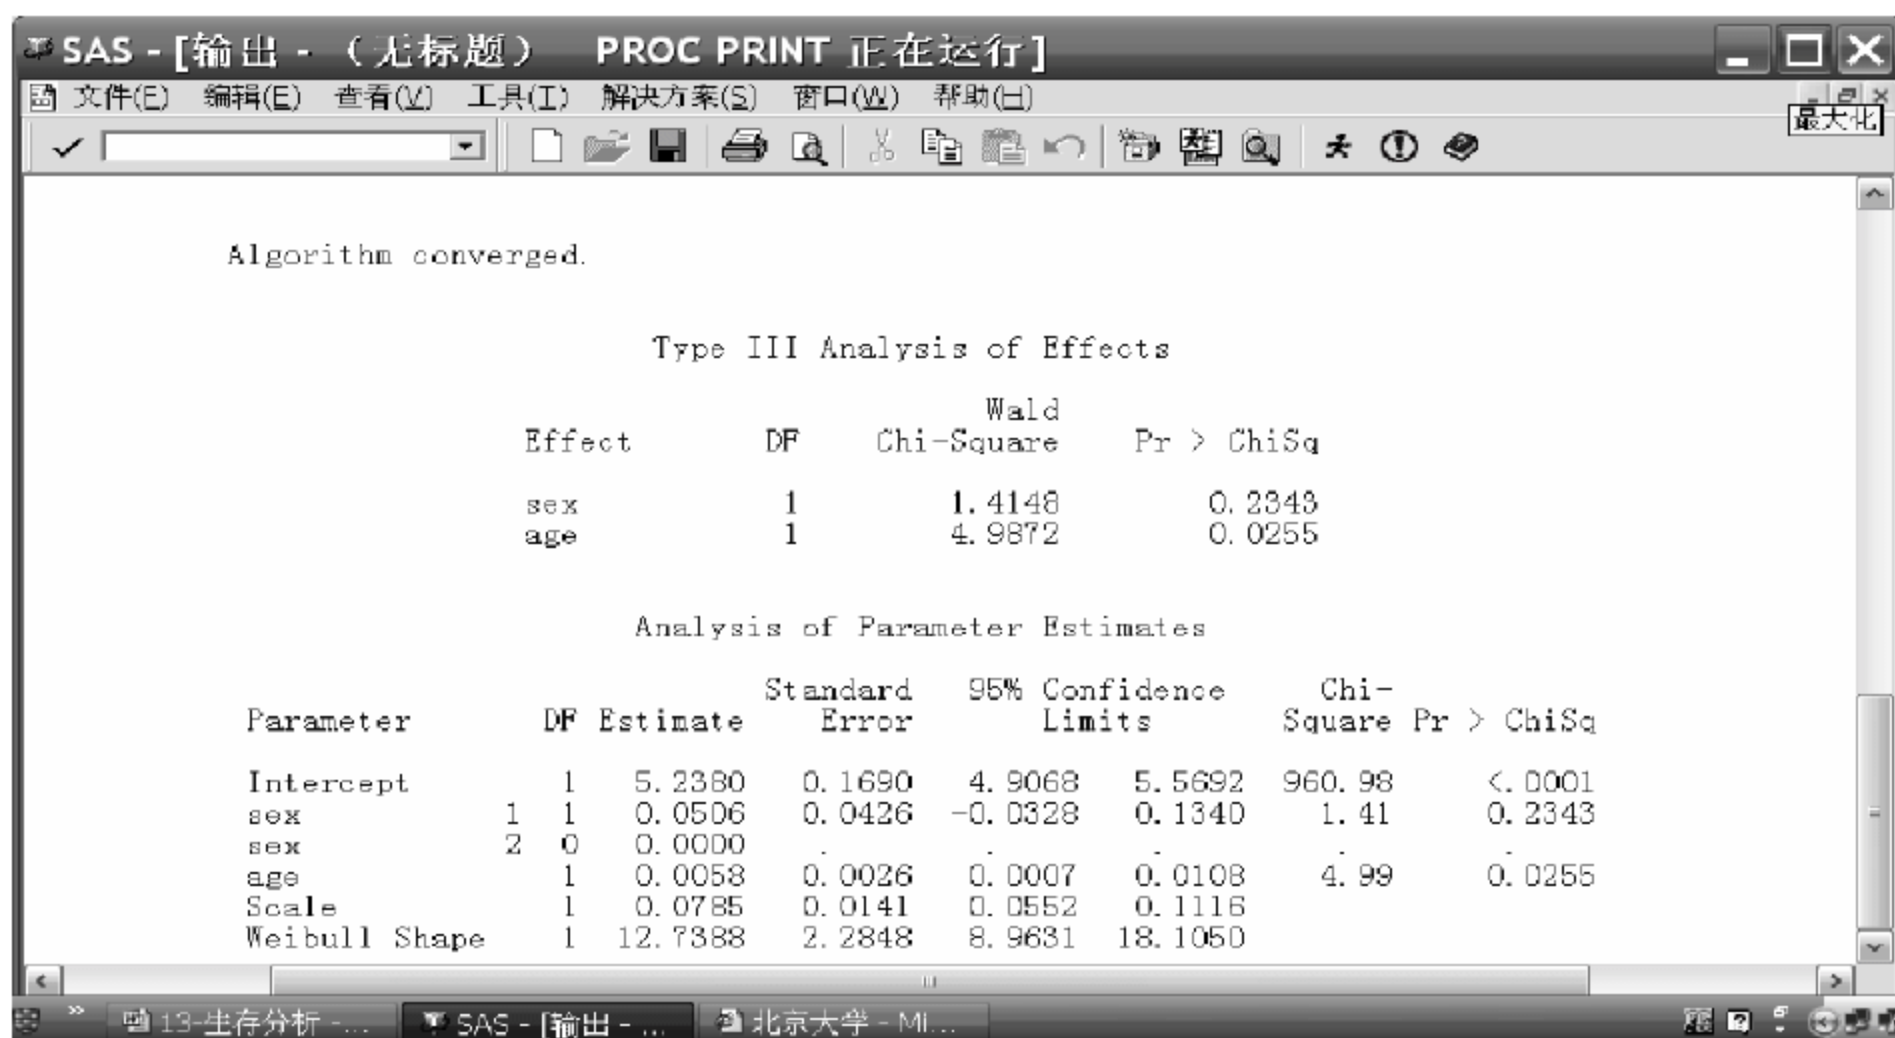 SAS - [输出 - （无标题） PROC PRINT 正在运行]
文件(E) 编辑(E) 查看(V) 工具(T) 解决方案(S) 窗口(W) 帮助(H)
最大化
Algorithm converged.
Type III Analysis of Effects
Wald
Effect DF Chi-Square Pr > ChiSq
sex 1 1.4148 0.2343
age 1 4.9872 0.0255
Analysis of Parameter Estimates
Standard 95% Confidence Chi-
Parameter DF Estimate Error Limits Square Pr > ChiSq
Intercept 1 5.2380 0.1690 4.9068 5.5692 960.98 <.0001
sex 1 1 0.0506 0.0426 -0.0328 0.1340 1.41 0.2343
sex 2 0 0.0000 . . . . .
age 1 0.0058 0.0026 0.0007 0.0108 4.99 0.0255
Scale 1 0.0785 0.0141 0.0552 0.1116
Weibull Shape 1 12.7388 2.2848 8.9631 18.1050
13-生存分析 -... SAS - [输出 - ... 北京大学 - Mi...